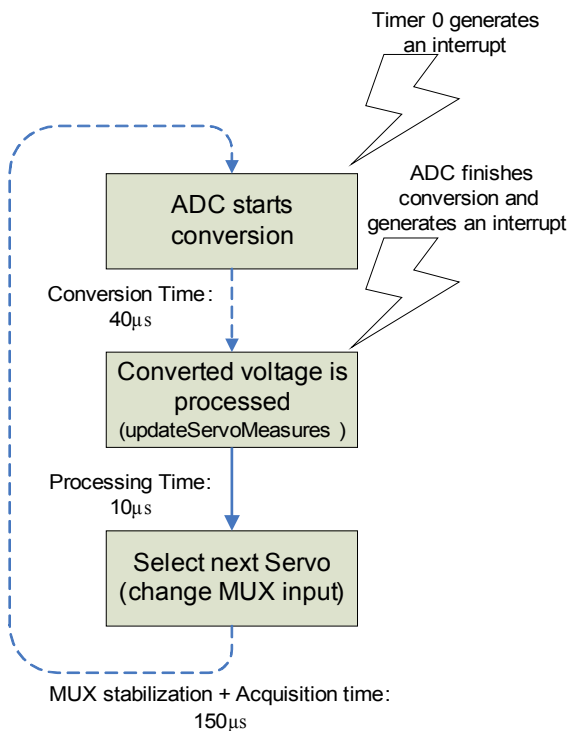 Timer 0 generates
an interrupt
ADC starts
conversion
ADC finishes
conversion and
generates an interrupt
Conversion Time:
40μs
Converted voltage is
processed
(updateServoMeasures )
Processing Time:
10μs
Select next Servo
(change MUX input)
MUX stabilization + Acquisition time:
150μs